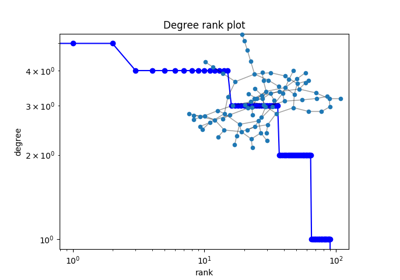 Degree rank plot
degree
4 × 10⁰
3 × 10⁰
2 × 10⁰
10⁰
10⁰
10¹
10²
rank